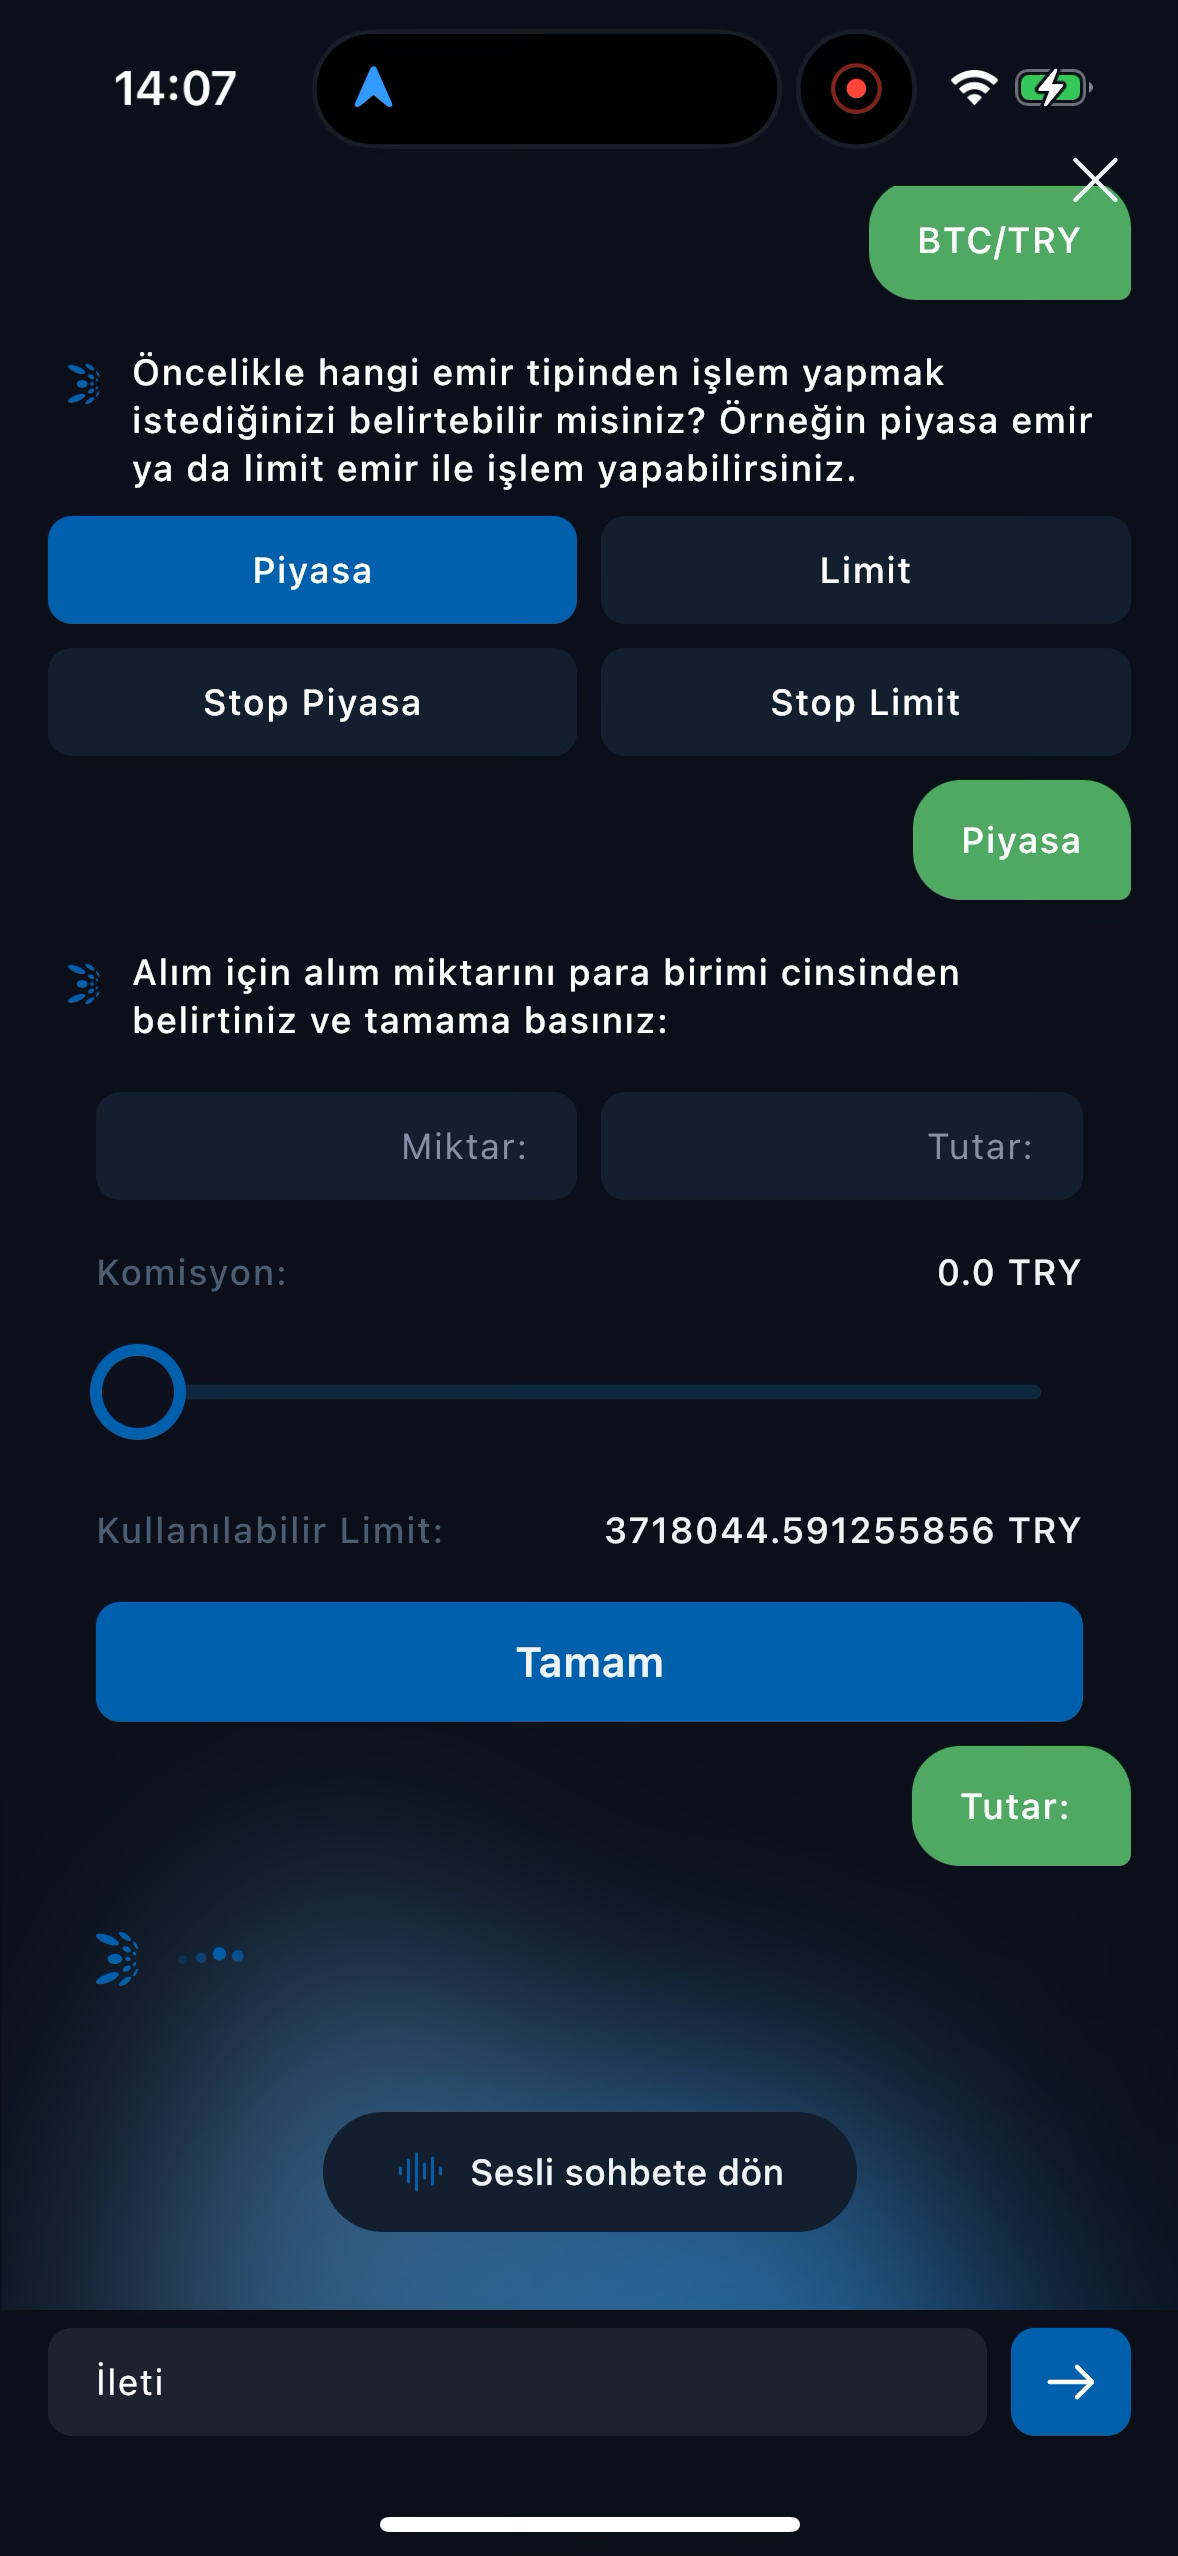 14:07
BTC/TRY
Öncelikle hangi emir tipinden işlem yapmak
istediğinizi belirtebilir misiniz? Örneğin piyasa emir
ya da limit emir ile işlem yapabilirsiniz.
Piyasa
Limit
Stop Piyasa
Stop Limit
Piyasa
Alım için alım miktarını para birimi cinsinden
belirtiniz ve tamama basınız:
Miktar:
Tutar:
Komisyon:
0.0 TRY
Kullanılabilir Limit:
3718044.591255856 TRY
Tamam
Tutar:
Sesli sohbete dön
İleti